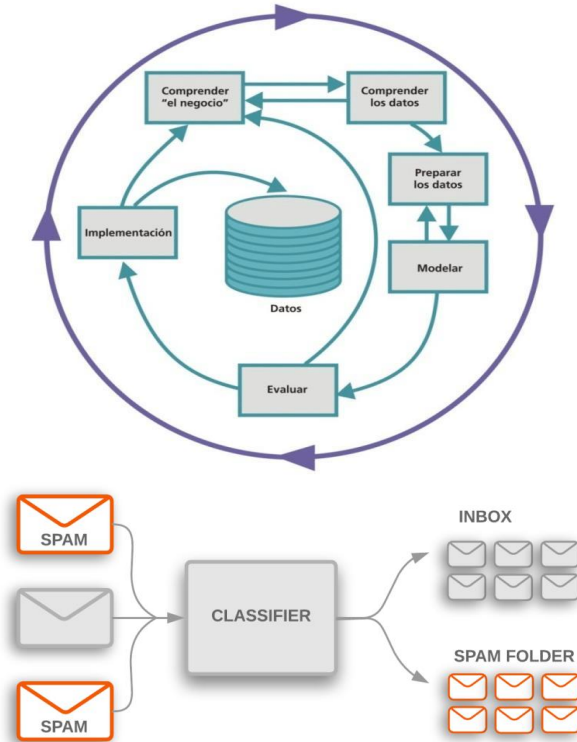 Comprender
"el negocio"
Comprender
los datos
Preparar
los datos
Implementación
Modelar
Datos
Evaluar
SPAM
INBOX
CLASSIFIER
SPAM FOLDER
SPAM